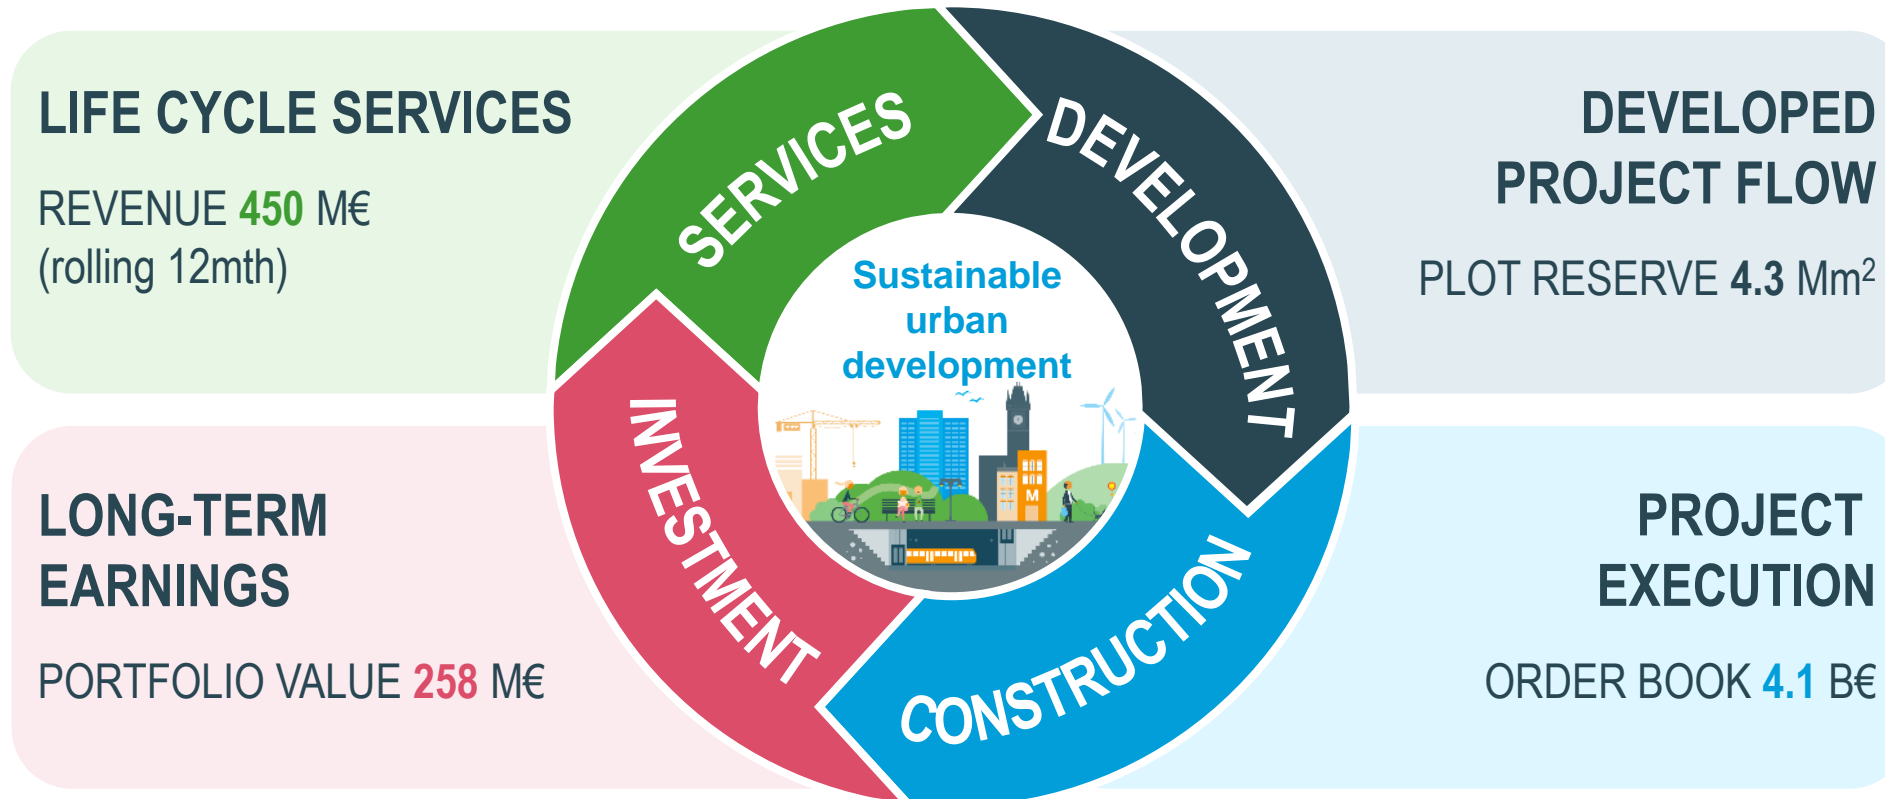 LIFE CYCLE SERVICES
REVENUE 450 M€
(rolling 12mth)
SERVICES
DEVELOPMENT
DEVELOPED
PROJECT FLOW
PLOT RESERVE 4.3 Mm²
Sustainable
urban
development
M
LONG-TERM
EARNINGS
PORTFOLIO VALUE 258 M€
INVESTMENT
CONSTRUCTION
PROJECT
EXECUTION
ORDER BOOK 4.1 B€